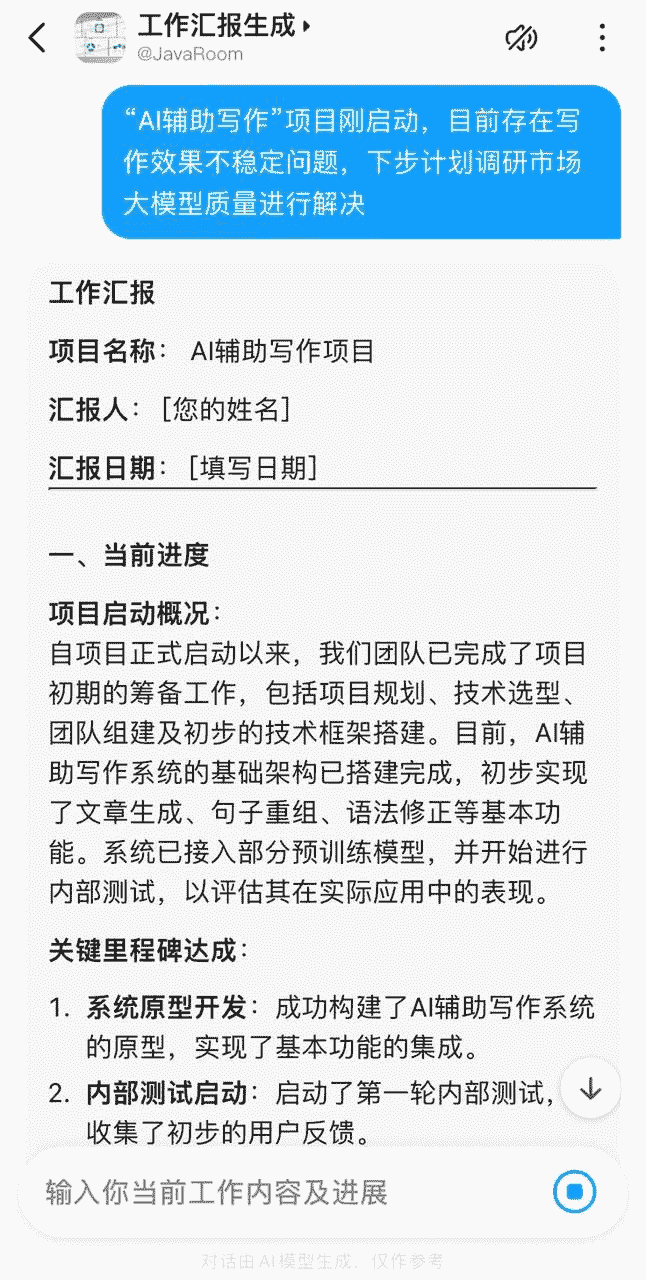 工作汇报生成
@JavaRoom
“AI辅助写作”项目刚启动，目前存在写
作效果不稳定问题，下步计划调研市场
大模型质量进行解决
工作汇报
项目名称： AI辅助写作项目
汇报人：[您的姓名]
汇报日期：[填写日期]
一、当前进度
项目启动概况：
自项目正式启动以来，我们团队已完成了项目
初期的筹备工作，包括项目规划、技术选型、
团队组建及初步的技术框架搭建。目前，AI辅
助写作系统的基础架构已搭建完成，初步实现
了文章生成、句子重组、语法修正等基本功
能。系统已接入部分预训练模型，并开始进行
内部测试，以评估其在实际应用中的表现。
关键里程碑达成：
1. 系统原型开发：成功构建了AI辅助写作系统
的原型，实现了基本功能的集成。
2. 内部测试启动：启动了第一轮内部测试，
收集了初步的用户反馈。
输入你当前工作内容及进展
对话由AI模型生成，仅作参考